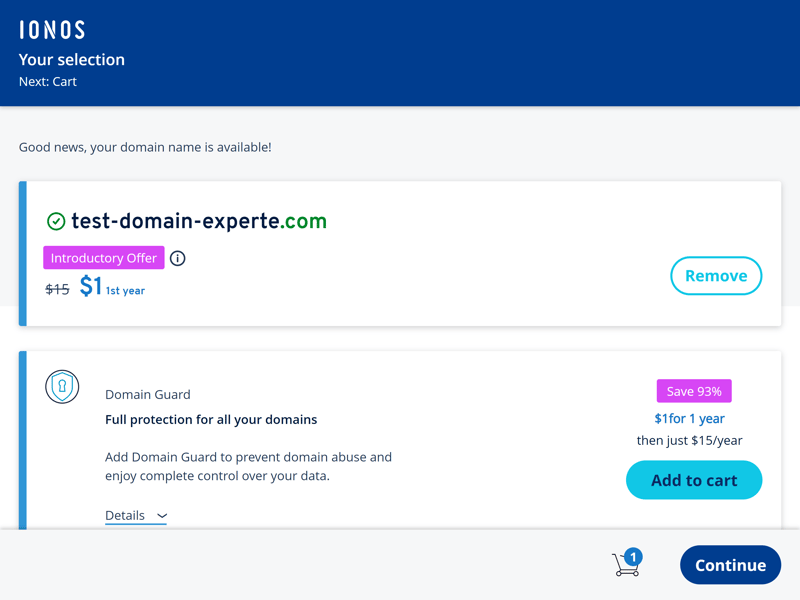 IONOS
Your selection
Next: Cart
Good news, your domain name is available!
test-domain-experte.com
Introductory Offer
$15 $1 1st year
Remove
Domain Guard
Full protection for all your domains
Add Domain Guard to prevent domain abuse and
enjoy complete control over your data.
Details
Save 93%
$1for 1 year
then just $15/year
Add to cart
1
Continue